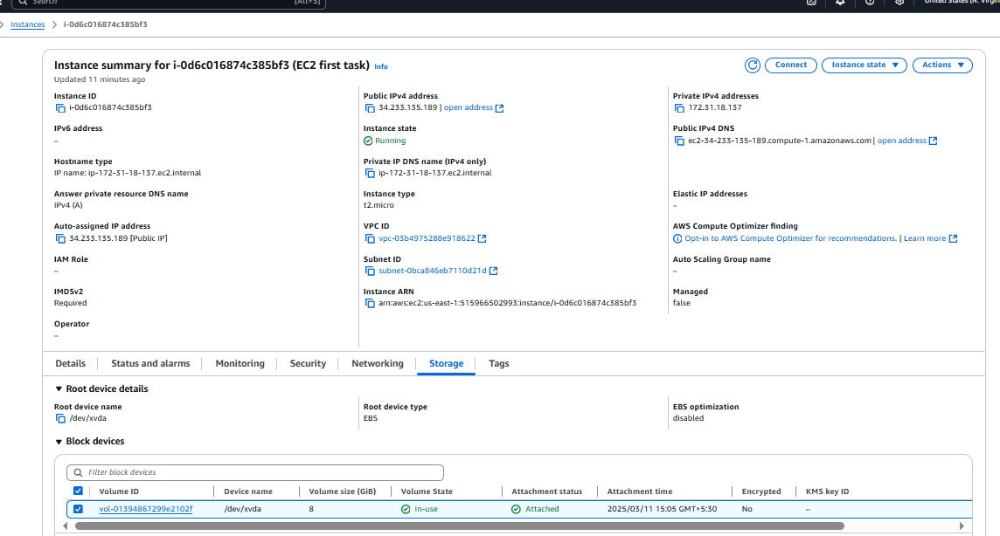 Search [Alt+S] United States (N. Virgin
Instances > i-0d6c016874c385bf3
Instance summary for i-0d6c016874c385bf3 (EC2 first task) Info
Connect Instance state Actions
Updated 11 minutes ago
Instance ID
i-0d6c016874c385bf3
Public IPv4 address
34.233.135.189 | open address
Private IPv4 addresses
172.31.18.137
IPv6 address
–
Instance state
Running
Public IPv4 DNS
ec2-34-233-135-189.compute-1.amazonaws.com | open address
Hostname type
IP name: ip-172-31-18-137.ec2.internal
Private IP DNS name (IPv4 only)
ip-172-31-18-137.ec2.internal
Answer private resource DNS name
IPv4 (A)
Instance type
t2.micro
Elastic IP addresses
–
Auto-assigned IP address
34.233.135.189 [Public IP]
VPC ID
vpc-03b4975288e918622
AWS Compute Optimizer finding
Opt-in to AWS Compute Optimizer for recommendations. | Learn more
IAM Role
–
Subnet ID
subnet-0bca846eb7110d21d
Auto Scaling Group name
–
IMDSv2
Required
Instance ARN
arn:aws:ec2:us-east-1:515966502993:instance/i-0d6c016874c385bf3
Managed
false
Operator
–
Details Status and alarms Monitoring Security Networking Storage Tags
Root device details
Root device name
/dev/xvda
Root device type
EBS
EBS optimization
disabled
Block devices
Filter block devices
Volume ID Device name Volume size (GiB) Volume State Attachment status Attachment time Encrypted KMS key ID
vol-01394867299e2102f /dev/xvda 8 In-use Attached 2025/03/11 15:05 GMT+5:30 No –